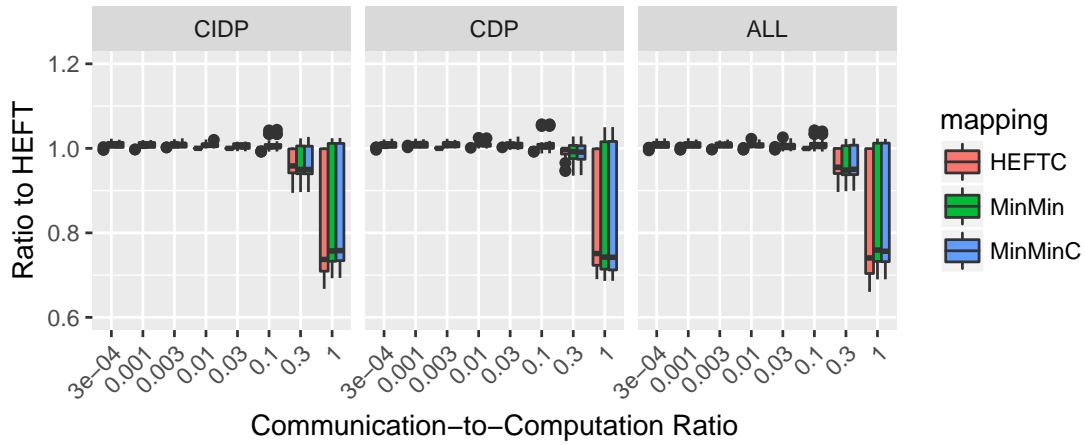 CIDP CDP ALL
1.2
1.0
0.8
0.6
Ratio to HEFT
3e−04 0.001 0.003 0.01 0.03 0.1 0.3 1
3e−04 0.001 0.003 0.01 0.03 0.1 0.3 1
3e−04 0.001 0.003 0.01 0.03 0.1 0.3 1
Communication−to−Computation Ratio
mapping
HEFTC
MinMin
MinMinC